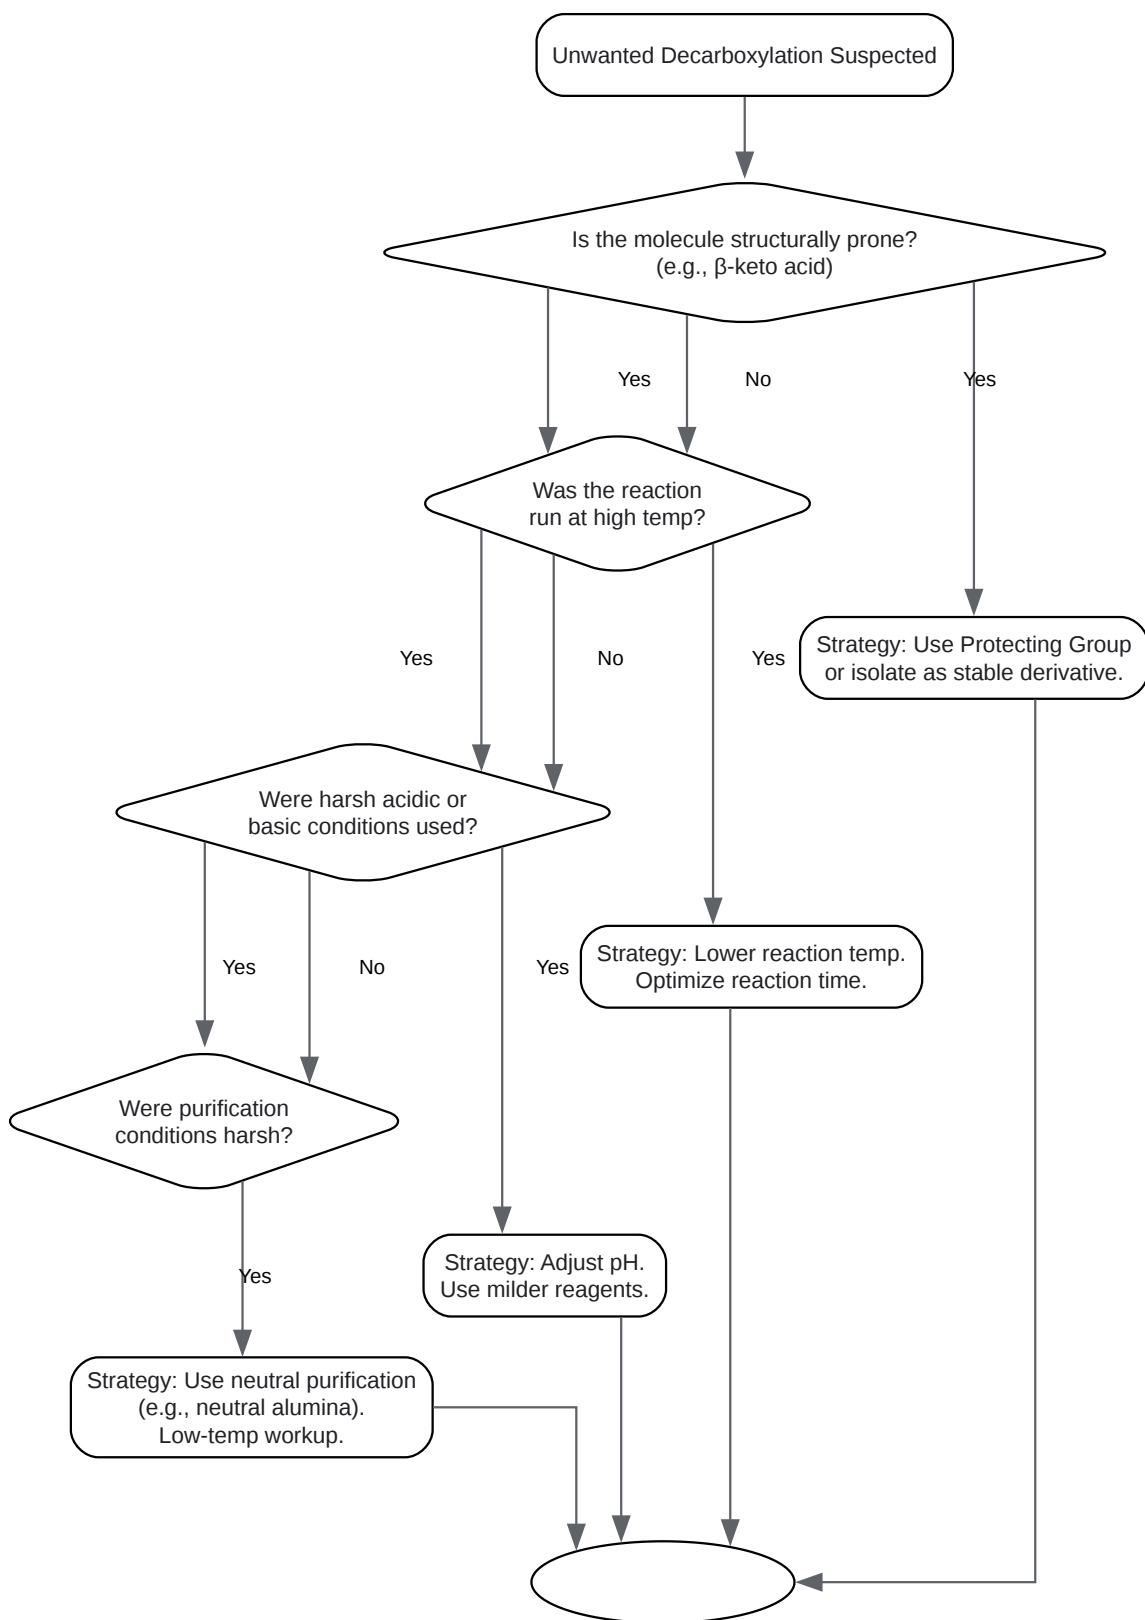 Unwanted Decarboxylation Suspected
Is the molecule structurally prone?
(e.g., β-keto acid)
Yes
No
Yes
Was the reaction
run at high temp?
Strategy: Use Protecting Group
or isolate as stable derivative.
Yes
No
Yes
Were harsh acidic or
basic conditions used?
Strategy: Lower reaction temp.
Optimize reaction time.
Yes
No
Yes
Were purification
conditions harsh?
Strategy: Adjust pH.
Use milder reagents.
Yes
Strategy: Use neutral purification
(e.g., neutral alumina).
Low-temp workup.